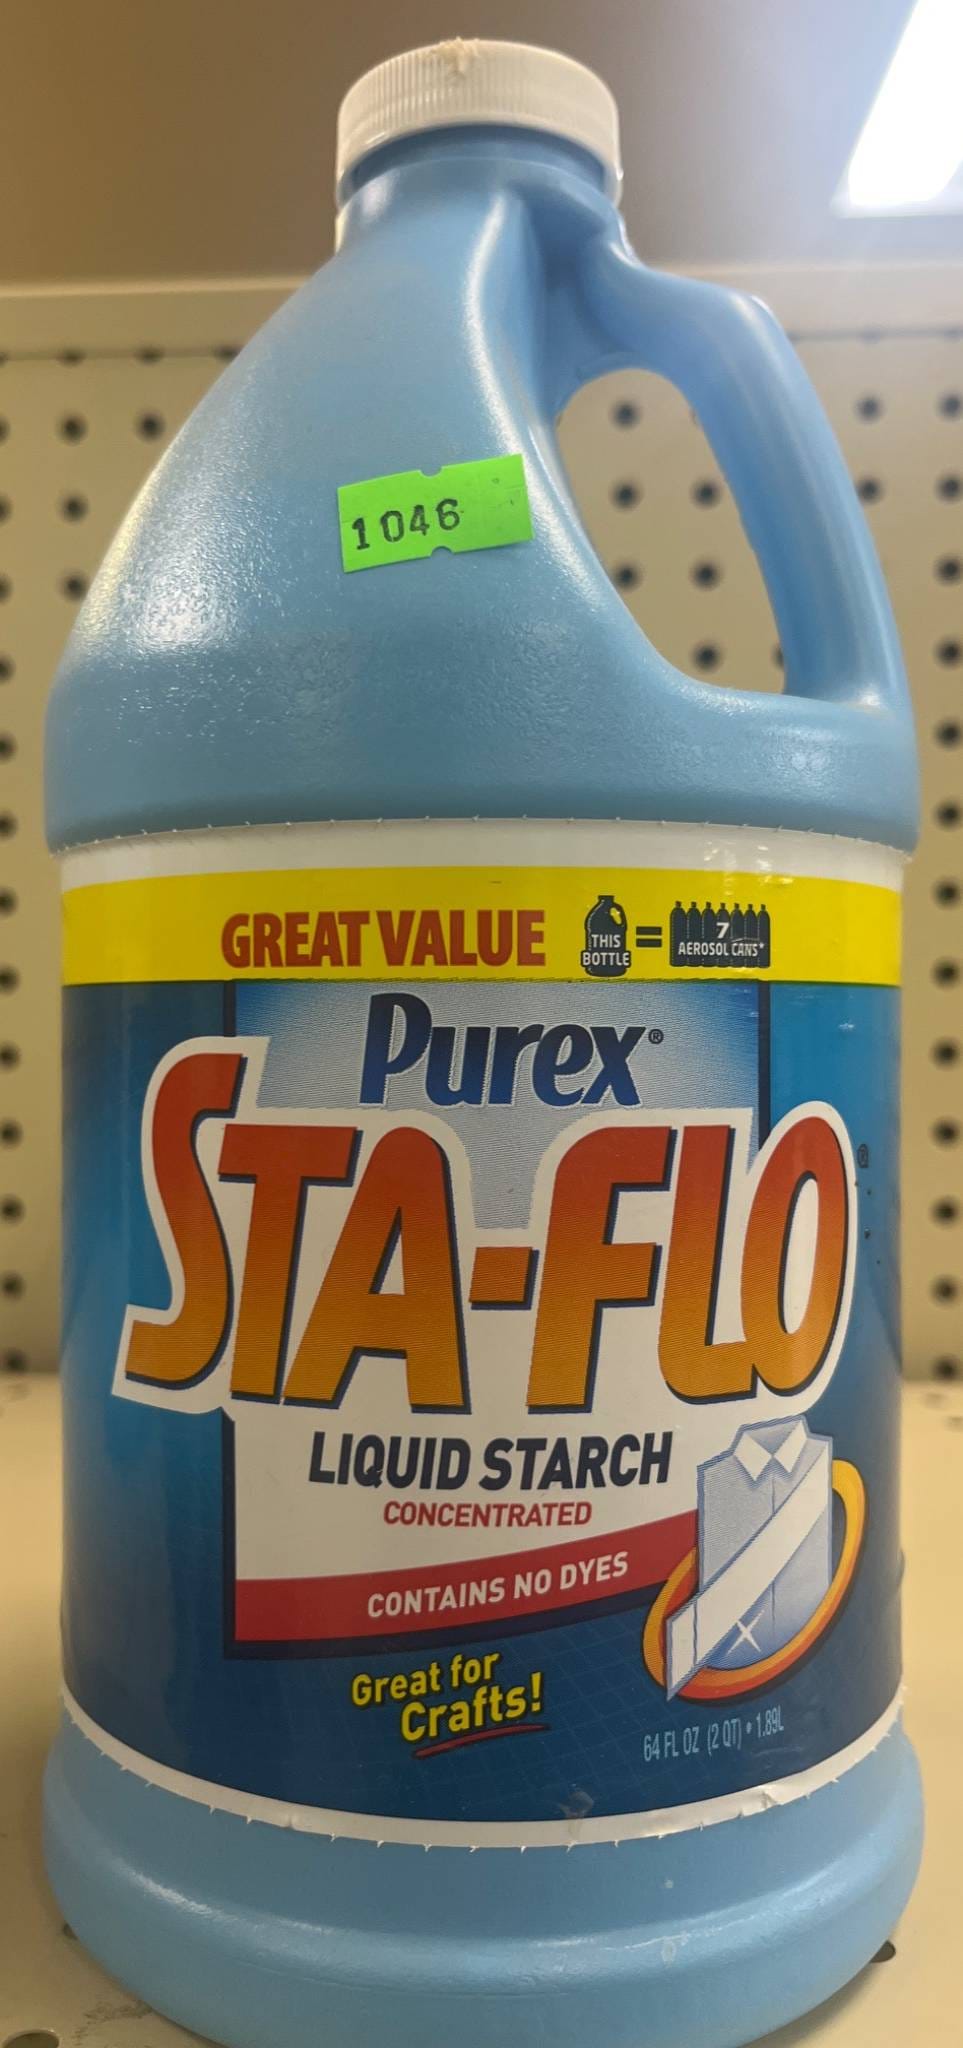 1046
GREAT VALUE
THIS
BOTTLE
=
7
AEROSOL CANS*
Purex®
STA-FLO®
LIQUID STARCH
CONCENTRATED
CONTAINS NO DYES
Great for
Crafts!
64 FL OZ (2 QT) • 1.89L